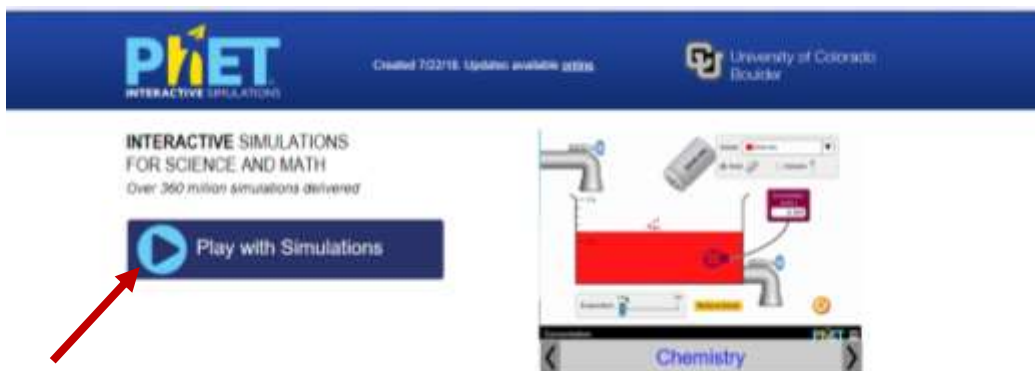 PhET
INTERACTIVE SIMULATIONS
Created 7/22/18. Updates available online.
University of Colorado
Boulder
INTERACTIVE SIMULATIONS
FOR SCIENCE AND MATH
Over 360 million simulations delivered
Play with Simulations
PhET
Chemistry